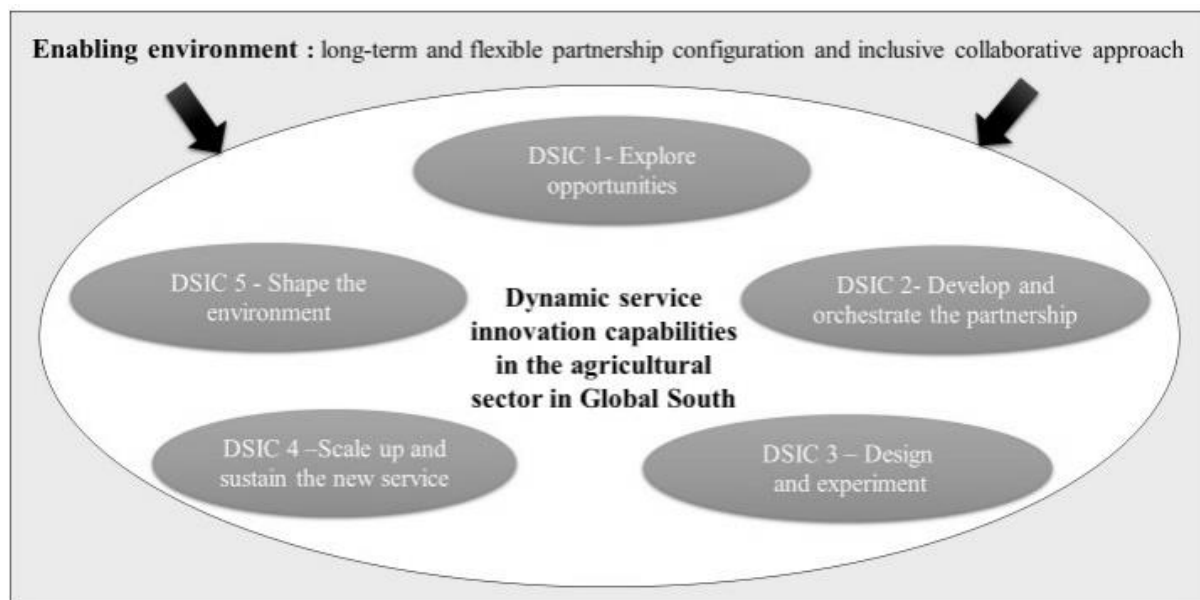 Enabling environment : long-term and flexible partnership configuration and inclusive collaborative approach
DSIC 1- Explore
opportunities
DSIC 5 - Shape the
environment
DSIC 2- Develop and
orchestrate the partnership
Dynamic service
innovation capabilities
in the agricultural
sector in Global South
DSIC 4 –Scale up and
sustain the new service
DSIC 3 – Design
and experiment